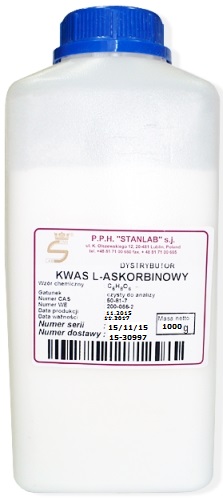 P.P.H. "STANLAB" s.j.
DYSTRYBUTOR
KWAS L-ASKORBINOWY
Wzór chemiczny C₆H₈O₆
Gatunek czysty do analizy
Numer CAS 50-81-7
Numer WE 200-066-2
Data produkcji 11.2015
Data ważności 11.2017
Numer serii 15/11/15
Numer dostawy : 15-30997
Masa netto
1000 g
S